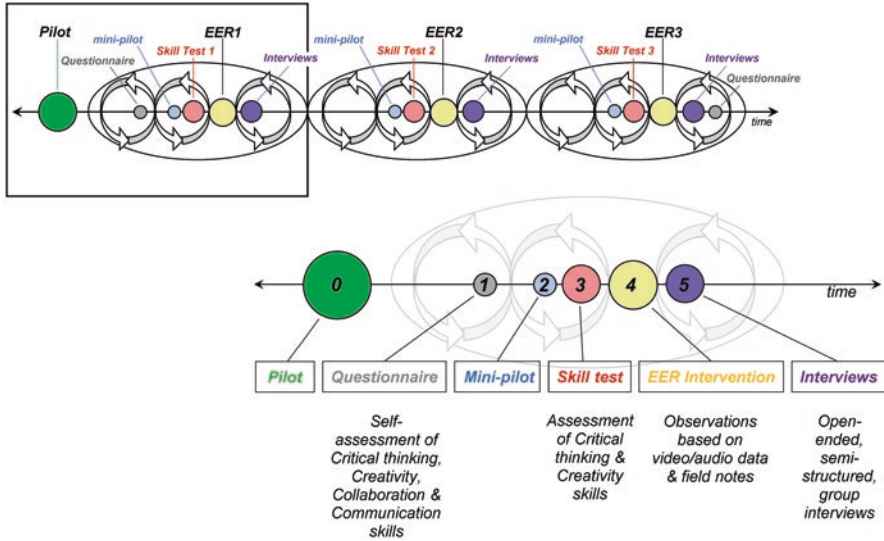 Pilot
Questionnaire
mini-pilot
Skill Test 1
EER1
Interviews
mini-pilot
Skill Test 2
EER2
Interviews
mini-pilot
Skill Test 3
EER3
Interviews
Questionnaire
time
0
1
2
3
4
5
time
Pilot
Questionnaire
Mini-pilot
Skill test
EER Intervention
Interviews
Self-
assessment of
Critical thinking,
Creativity,
Collaboration &
Communication
skills
Assessment
of Critical
thinking &
Creativity
skills
Observations
based on
video/audio data
& field notes
Open-
ended,
semi-
structured,
group
interviews